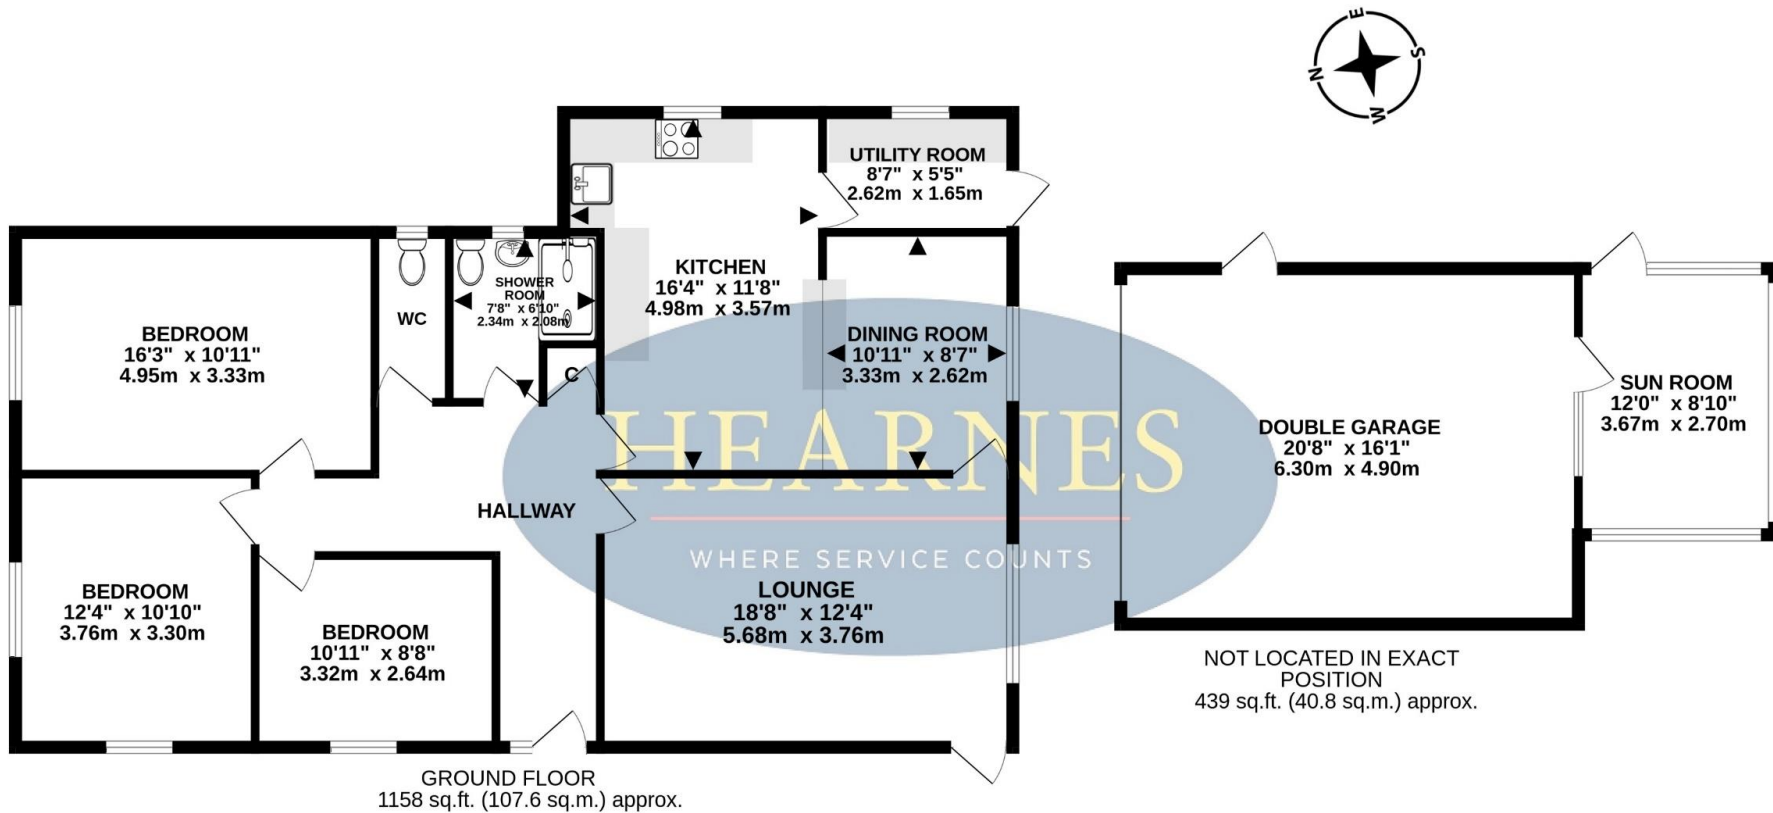 E
S
N
W
UTILITY ROOM
8'7" x 5'5"
2.62m x 1.65m
KITCHEN
16'4" x 11'8"
4.98m x 3.57m
SHOWER
ROOM
7'8" x 6'10"
2.34m x 2.08m
WC
C
BEDROOM
16'3" x 10'11"
4.95m x 3.33m
DINING ROOM
10'11" x 8'7"
3.33m x 2.62m
HEARNES
WHERE SERVICE COUNTS
HALLWAY
LOUNGE
18'8" x 12'4"
5.68m x 3.76m
BEDROOM
12'4" x 10'10"
3.76m x 3.30m
BEDROOM
10'11" x 8'8"
3.32m x 2.64m
SUN ROOM
12'0" x 8'10"
3.67m x 2.70m
DOUBLE GARAGE
20'8" x 16'1"
6.30m x 4.90m
NOT LOCATED IN EXACT
POSITION
439 sq.ft. (40.8 sq.m.) approx.
GROUND FLOOR
1158 sq.ft. (107.6 sq.m.) approx.